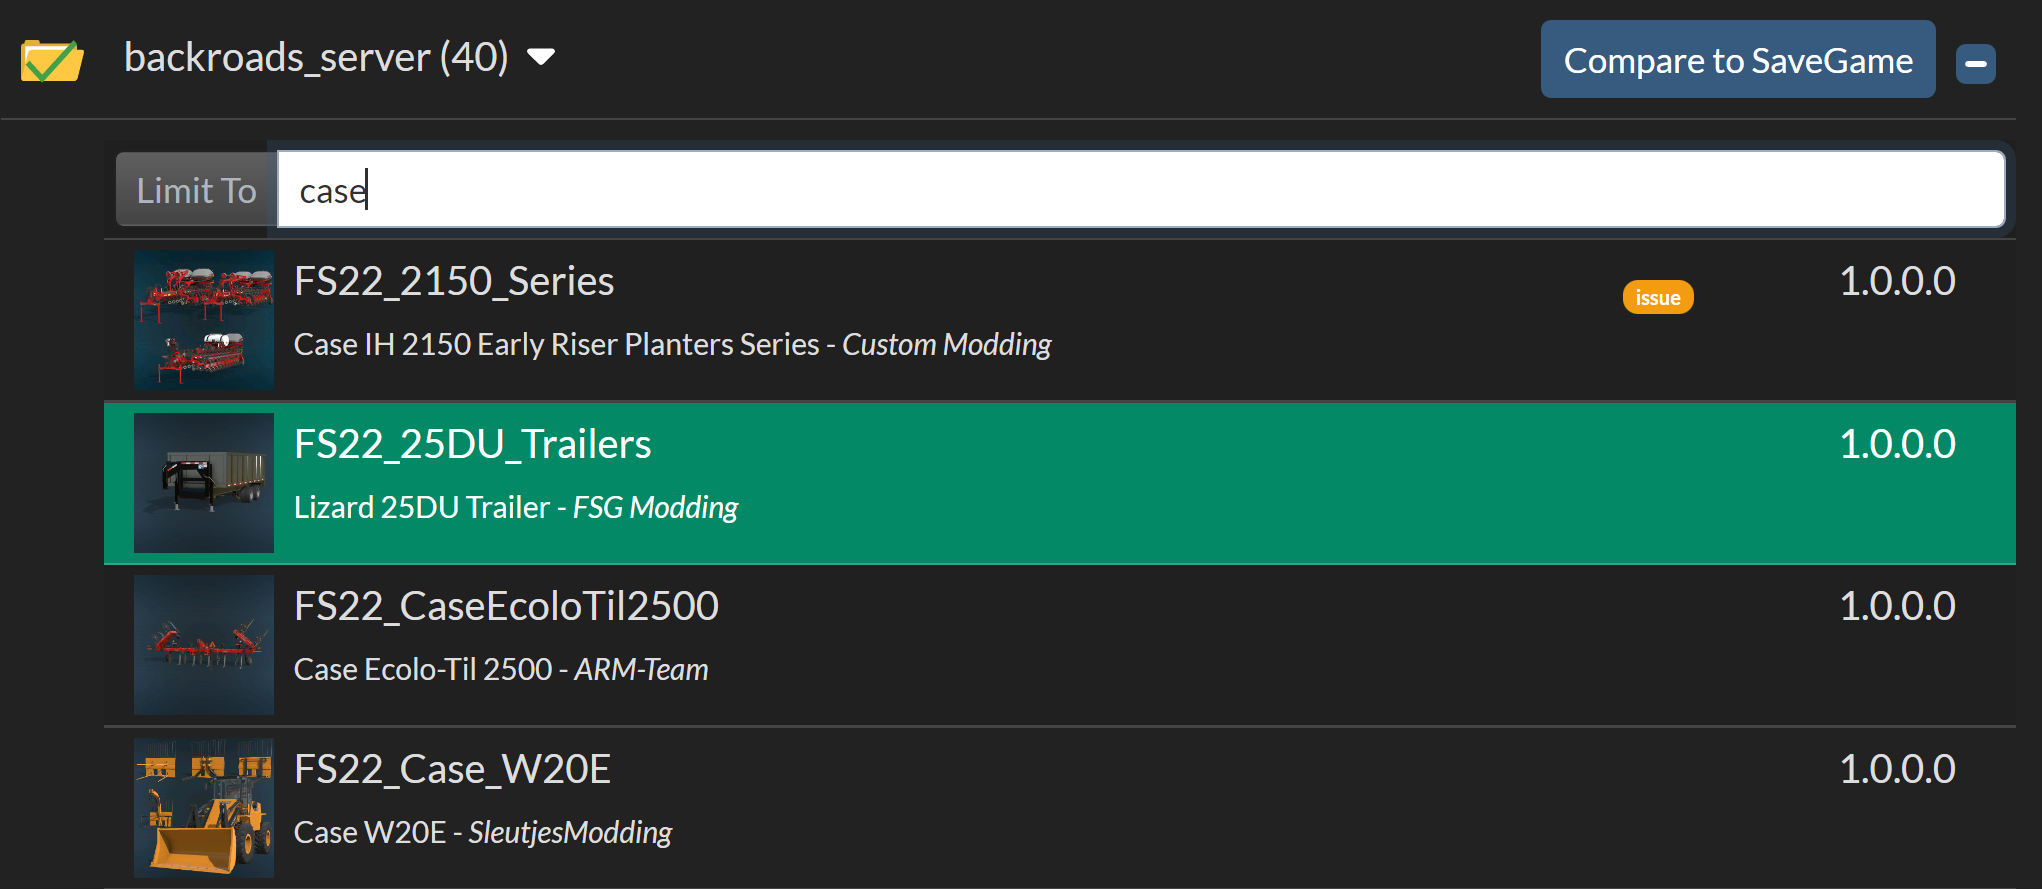 backroads_server (40)
Compare to SaveGame
Limit To
case
FS22_2150_Series
issue
1.0.0.0
Case IH 2150 Early Riser Planters Series - Custom Modding
FS22_25DU_Trailers
1.0.0.0
Lizard 25DU Trailer - FSG Modding
FS22_CaseEcoloTil2500
1.0.0.0
Case Ecolo-Til 2500 - ARM-Team
FS22_Case_W20E
1.0.0.0
Case W20E - SleutjesModding